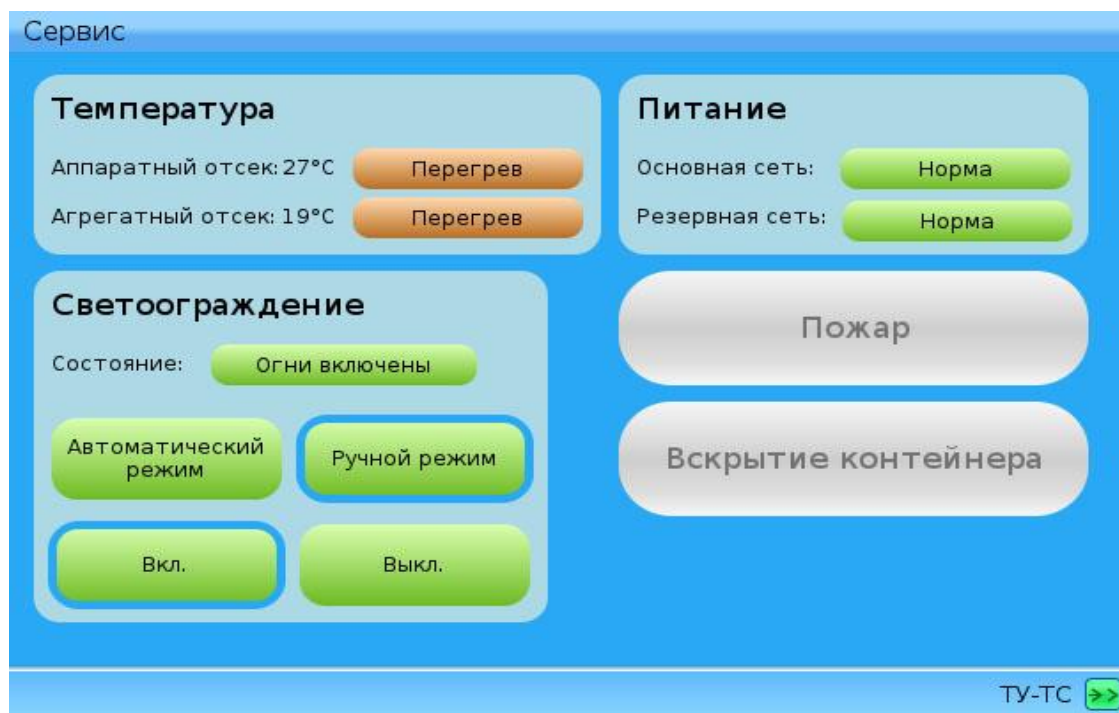 Сервис
Температура
Аппаратный отсек: 27°C Перегрев
Агрегатный отсек: 19°C Перегрев
Питание
Основная сеть: Норма
Резервная сеть: Норма
Светоограждение
Состояние: Огни включены
Автоматический
режим
Ручной режим
Вкл.
Выкл.
Пожар
Вскрытие контейнера
ТУ-ТС >>